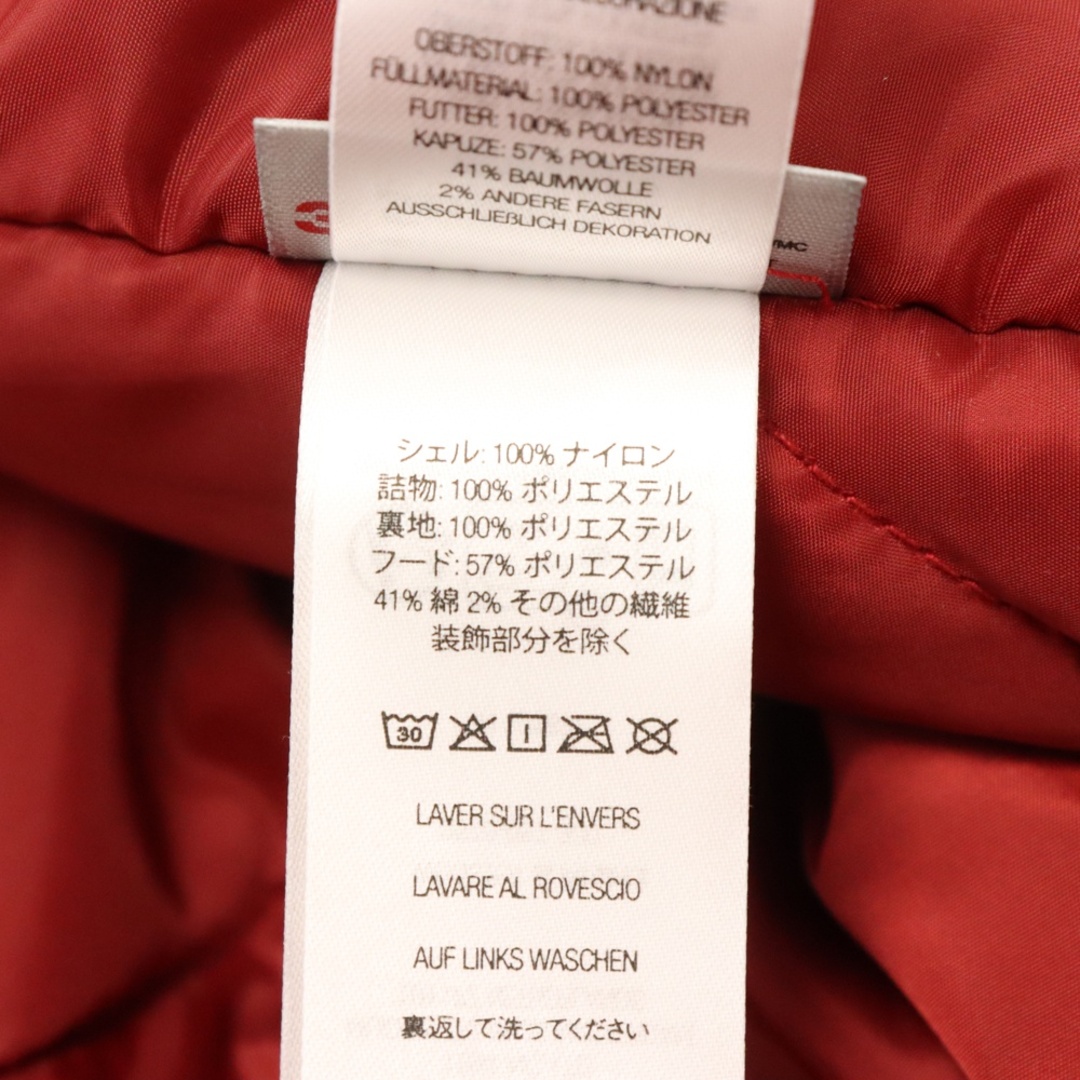 OBERSTOFF: 100% NYLON
FÜLLMATERIAL: 100% POLYESTER
FUTTER: 100% POLYESTER
KAPUZE: 57% POLYESTER
41% BAUMWOLLE
2% ANDERE FASERN
AUSSCHLIEßLICH DEKORATION
シェル: 100% ナイロン
詰物: 100% ポリエステル
裏地: 100% ポリエステル
フード: 57% ポリエステル
41% 綿 2% その他の繊維
装飾部分を除く
30
LAVER SUR L'ENVERS
LAVARE AL ROVESCIO
AUF LINKS WASCHEN
裏返して洗ってください